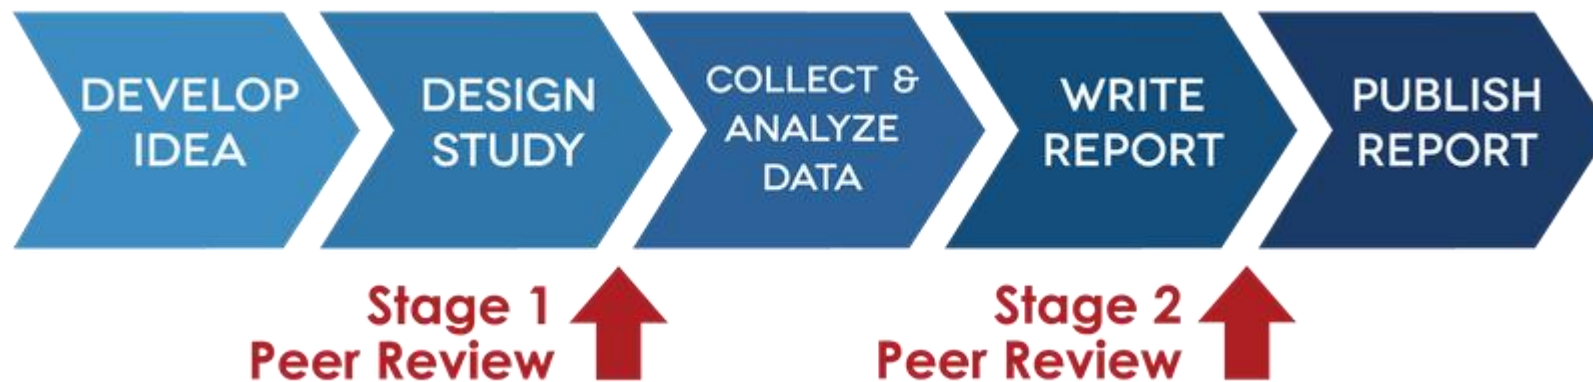 DEVELOP
IDEA
DESIGN
STUDY
COLLECT &
ANALYZE
DATA
WRITE
REPORT
PUBLISH
REPORT
Stage 1
Peer Review
Stage 2
Peer Review